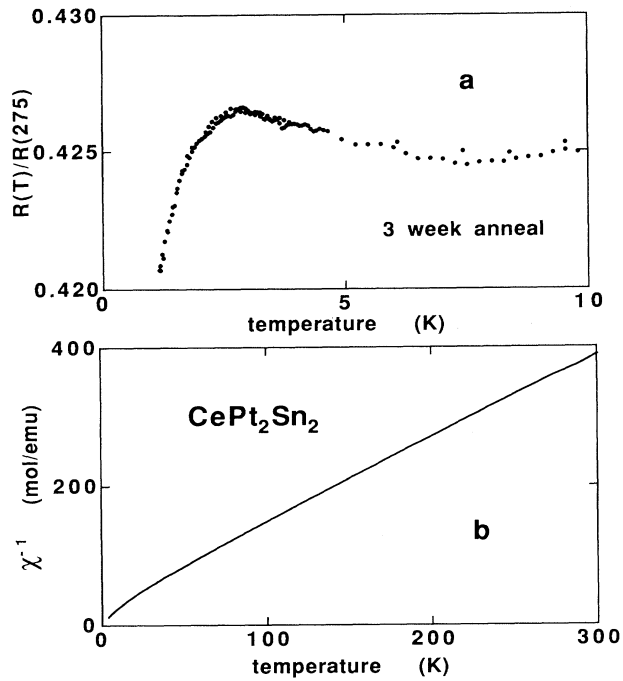 0.430
a
R(T)/R(275)
0.425
3 week anneal
0.420
0
5
10
temperature (K)
400
CePt₂Sn₂
χ⁻¹ (mol/emu)
200
b
0
0
100
200
300
temperature (K)